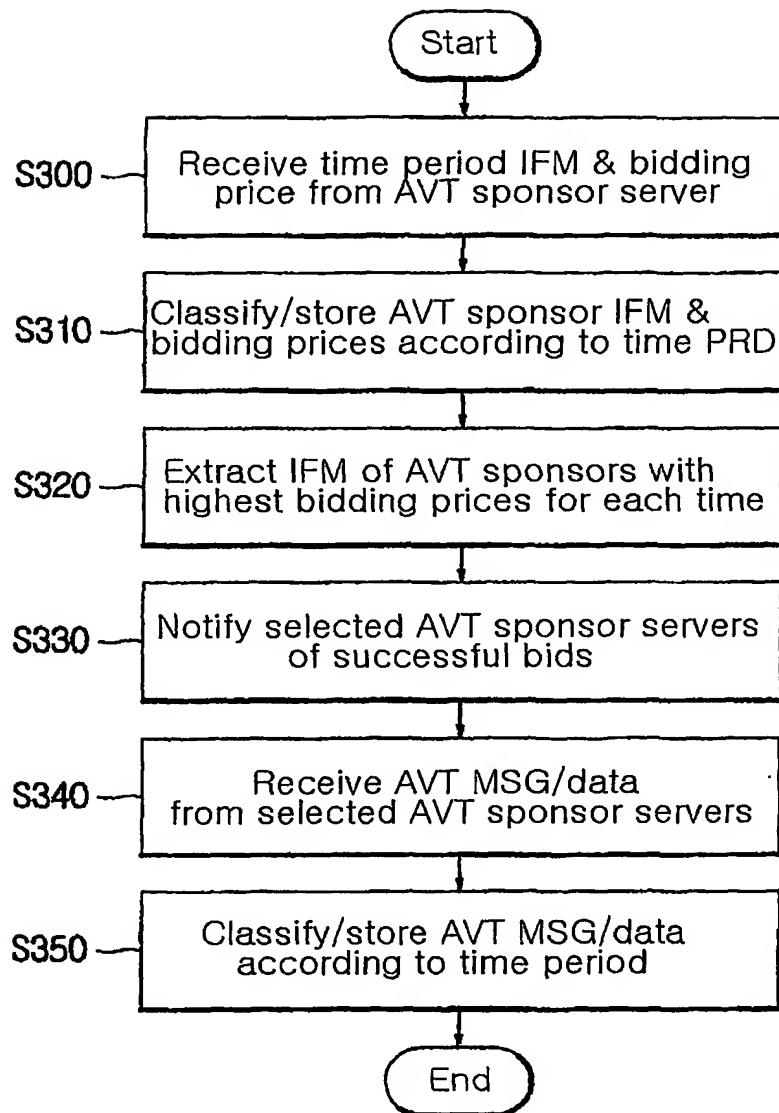 Start
S300
Receive time period IFM & bidding
price from AVT sponsor server
S310
Classify/store AVT sponsor IFM &
bidding prices according to time PRD
S320
Extract IFM of AVT sponsors with
highest bidding prices for each time
S330
Notify selected AVT sponsor servers
of successful bids
S340
Receive AVT MSG/data
from selected AVT sponsor servers
S350
Classify/store AVT MSG/data
according to time period
End